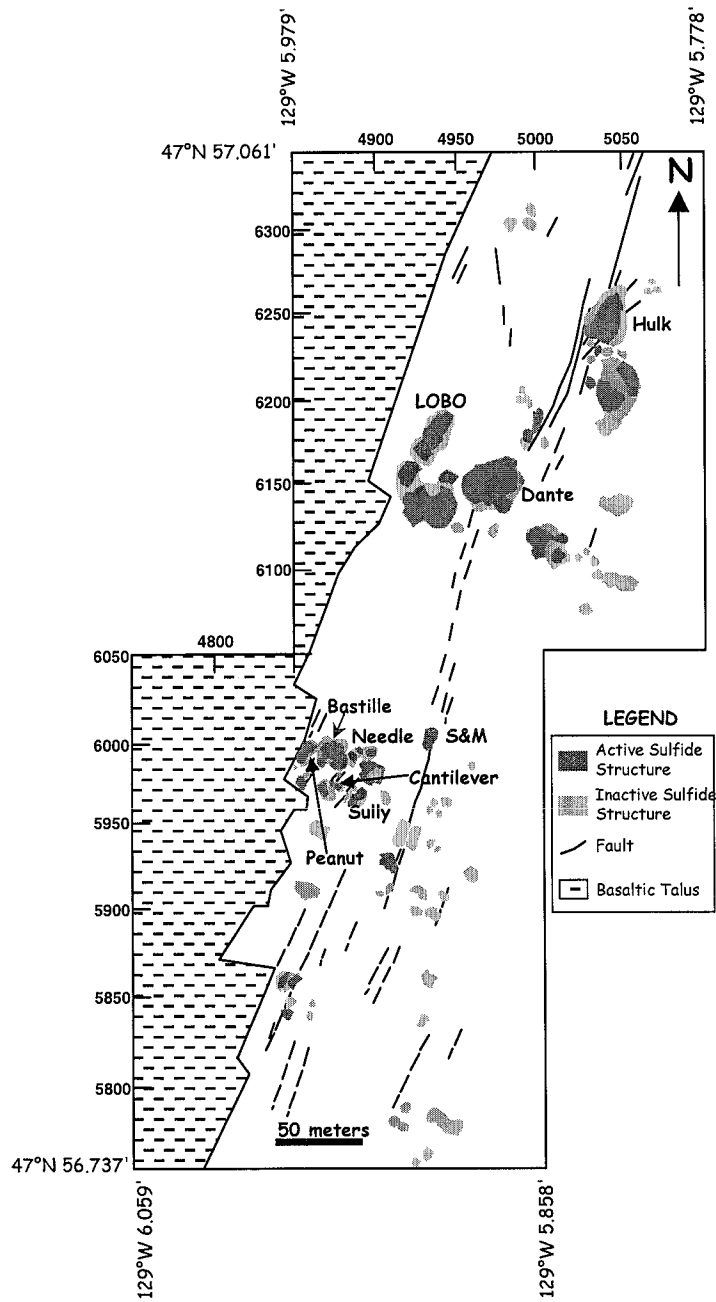 129°W 5.979'
129°W 5.778'
47°N 57.061'
4900
4950
5000
5050
N
6300
6250
Hulk
6200
LOBO
6150
Dante
6100
4800
6050
Bastille
6000
Needle
S&M
Cantilever
5950
Sully
Peanut
5900
5850
5800
50 meters
47°N 56.737'
129°W 6.059'
129°W 5.858'
LEGEND
Active Sulfide
Structure
Inactive Sulfide
Structure
Fault
Basaltic Talus